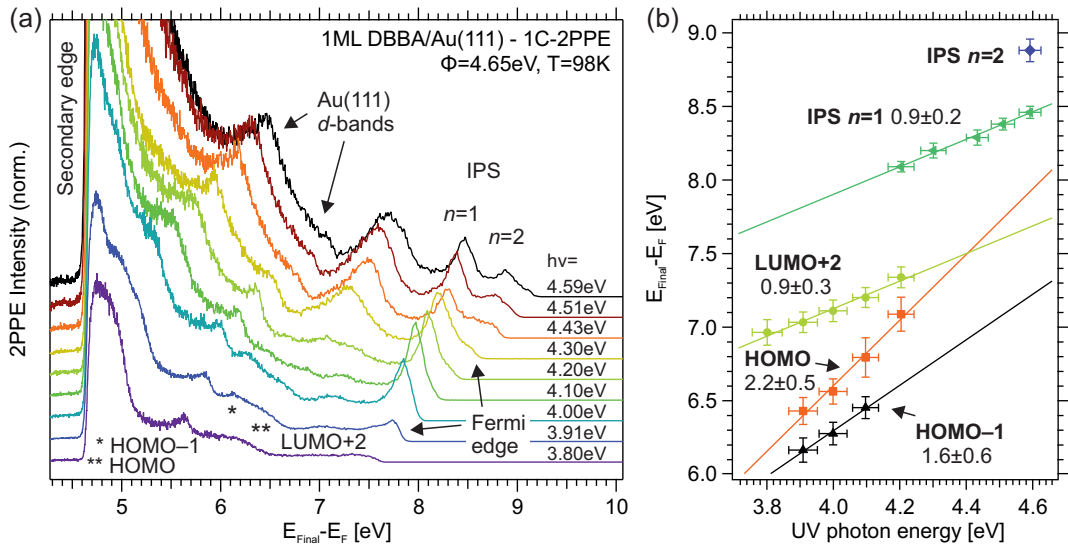 (a)
1ML DBBA/Au(111) - 1C-2PPE
Φ=4.65eV, T=98K
Secondary edge
Au(111)
d-bands
IPS
n=1
n=2
hν=
4.59eV
4.51eV
4.43eV
4.30eV
4.20eV
4.10eV
4.00eV
3.91eV
3.80eV
Fermi
edge
*
**
LUMO+2
* HOMO−1
** HOMO
2PPE Intensity (norm.)
5 6 7 8 9 10
E_Final-E_F [eV]
(b)
IPS n=2
IPS n=1 0.9±0.2
LUMO+2
0.9±0.3
HOMO
2.2±0.5
HOMO−1
1.6±0.6
E_Final-E_F [eV]
9.0
8.5
8.0
7.5
7.0
6.5
6.0
3.8 4.0 4.2 4.4 4.6
UV photon energy [eV]